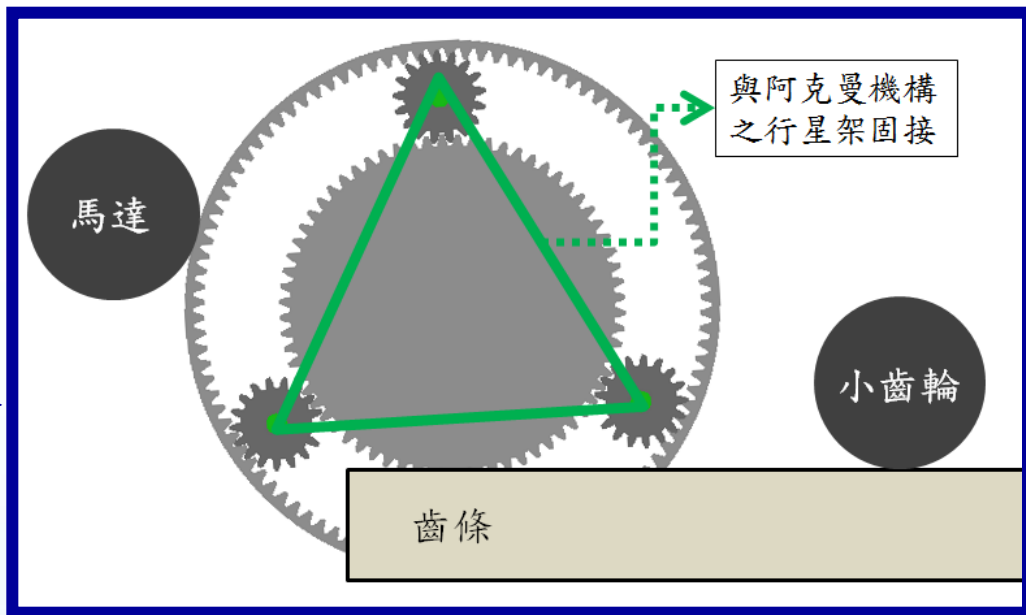 與阿克曼機構
之行星架固接
馬達
小齒輪
齒條